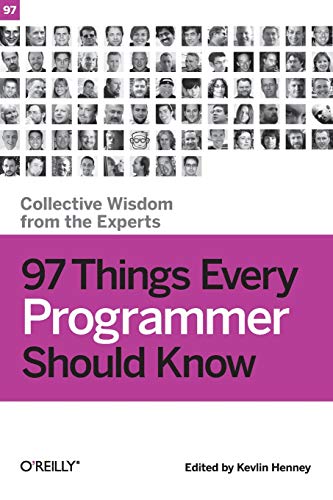 97
Collective Wisdom
from the Experts
97 Things Every
Programmer
Should Know
O'REILLY®
Edited by Kevlin Henney